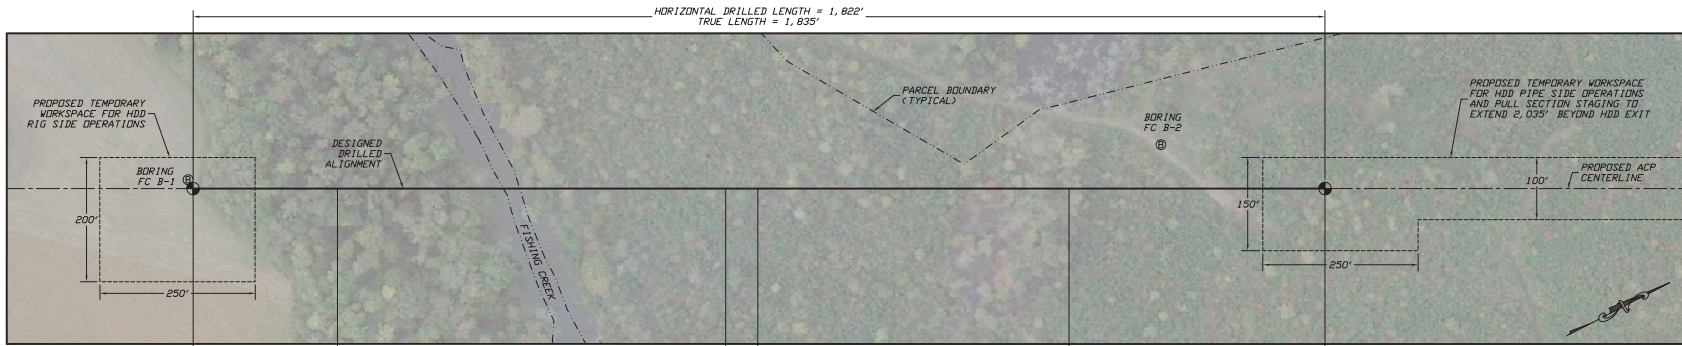 HORIZONTAL DRILLED LENGTH = 1,822'
TRUE LENGTH = 1,835'
PROPOSED TEMPORARY
WORKSPACE FOR HDD
RIG SIDE OPERATIONS
DESIGNED
DRILLED
ALIGNMENT
BORING
FC B-1
B
200'
250'
FISHING CREEK
PARCEL BOUNDARY
(TYPICAL)
BORING
FC B-2
B
PROPOSED TEMPORARY WORKSPACE
FOR HDD PIPE SIDE OPERATIONS
AND PULL SECTION STAGING TO
EXTEND 2,035' BEYOND HDD EXIT
PROPOSED ACP
CENTERLINE
150'
100'
250'